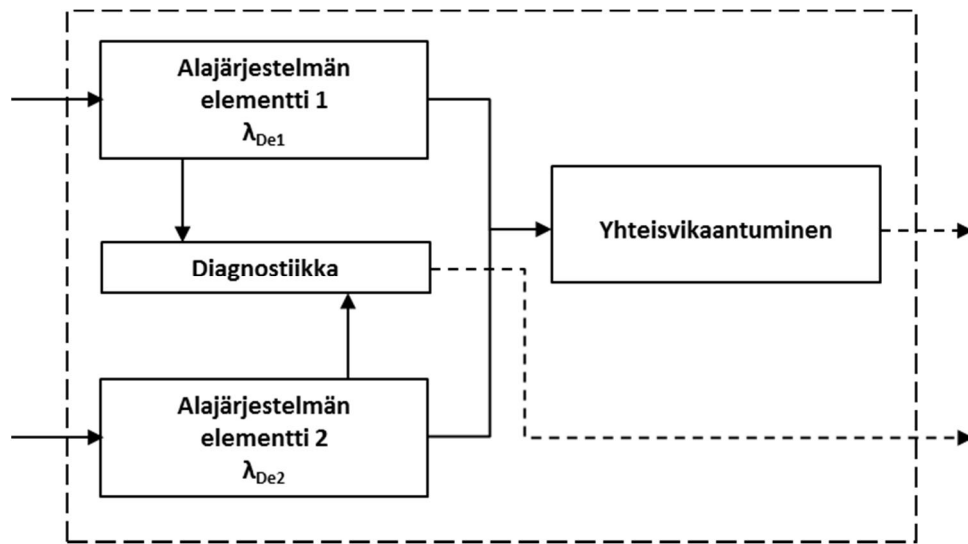 Alajärjestelmän
elementti 1
λDe1
Diagnostiikka
Yhteisvikaantuminen
Alajärjestelmän
elementti 2
λDe2